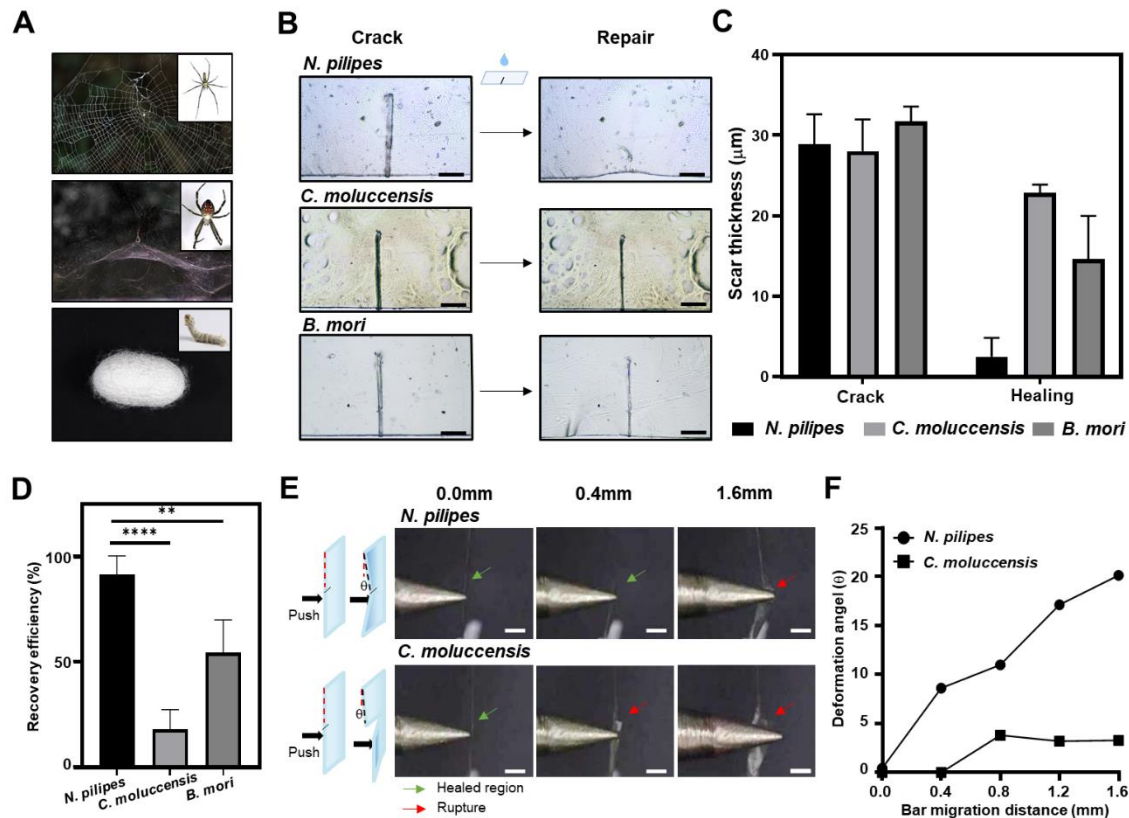 A
B
Crack
Repair
N. pilipes
C. moluccensis
B. mori
C
Scar thickness (μm)
40
30
20
10
0
Crack
Healing
N. pilipes C. moluccensis B. mori
D
Recovery efficiency (%)
100
50
0
**
****
N. pilipes
C. moluccensis
B. mori
E
0.0mm 0.4mm 1.6mm
N. pilipes
θ
Push
C. moluccensis
θ
Push
Healed region
Rupture
F
Deformation angel (θ)
25
20
15
10
5
0
N. pilipes
C. moluccensis
0.0 0.4 0.8 1.2 1.6
Bar migration distance (mm)